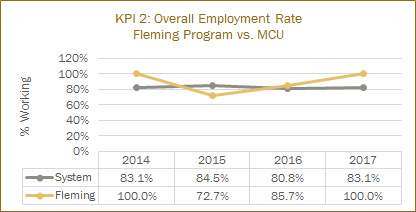 KPI 2: Overall Employment Rate
Fleming Program vs. MCU
% Working
120%
100%
80%
60%
40%
20%
0%
2014 2015 2016 2017
System 83.1% 84.5% 80.8% 83.1%
Fleming 100.0% 72.7% 85.7% 100.0%